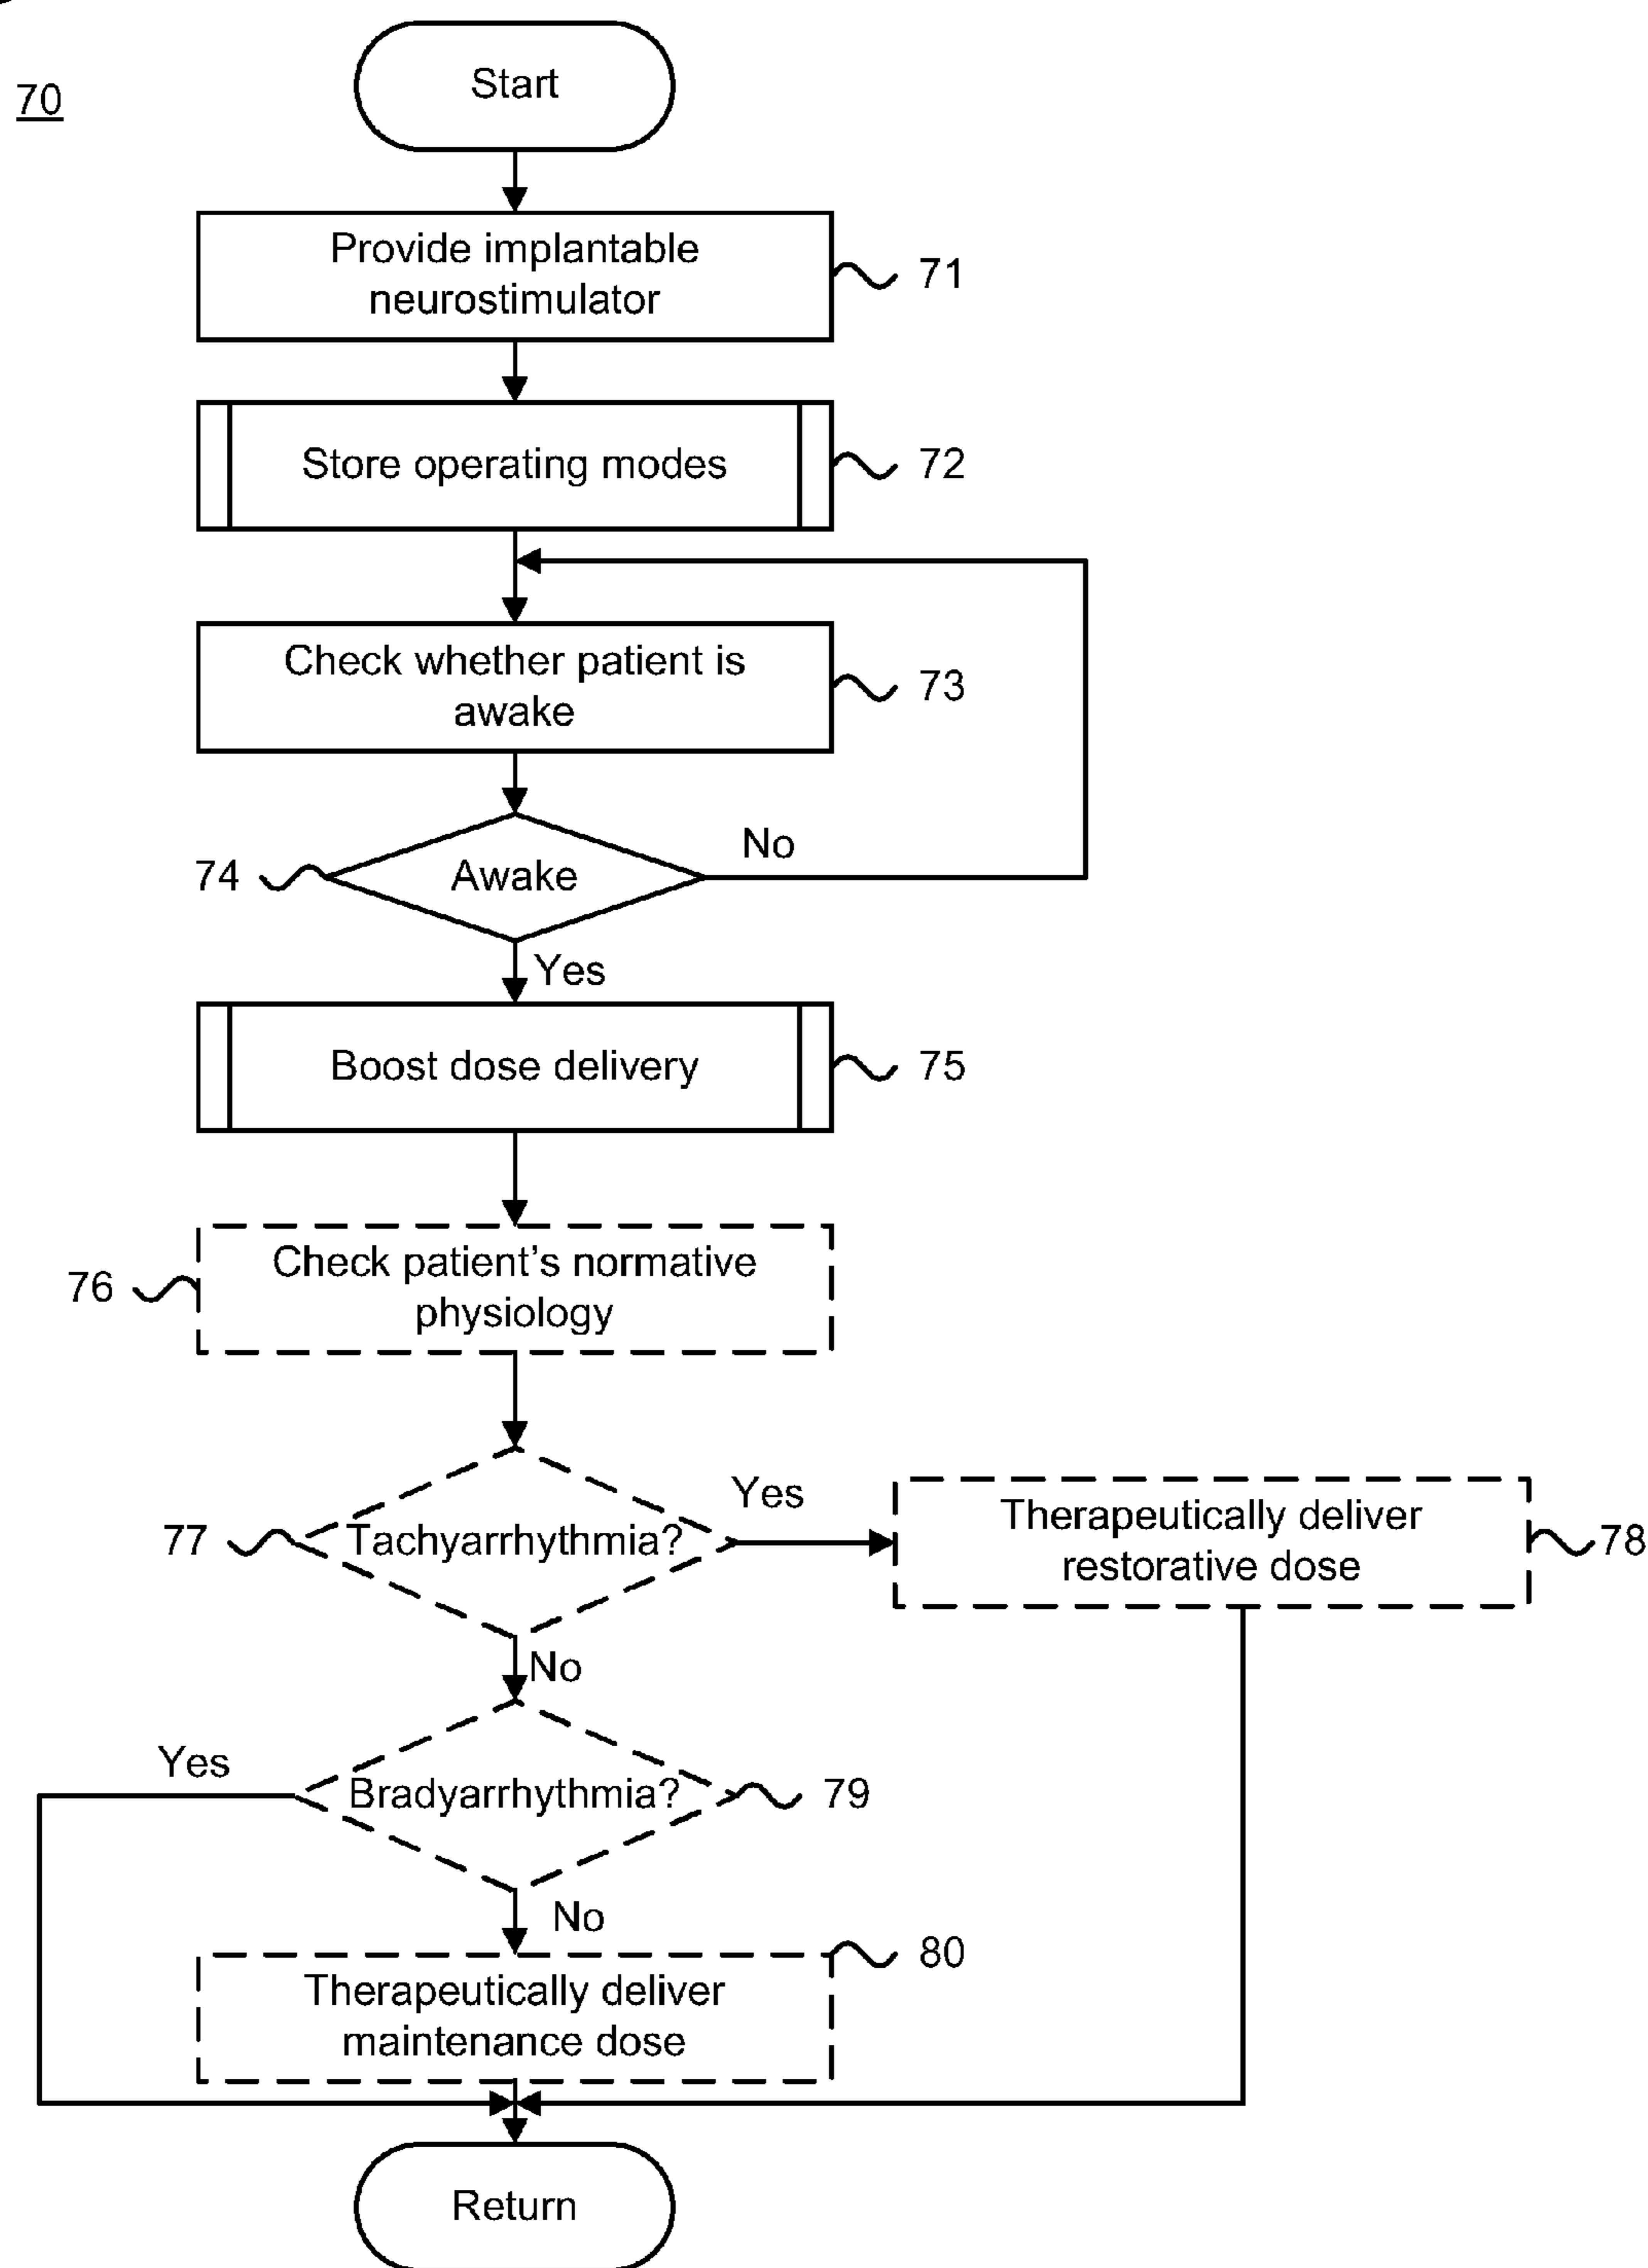 70
Start
Provide implantable
neurostimulator
71
Store operating modes
72
Check whether patient is
awake
73
74
Awake
No
Yes
Boost dose delivery
75
76
Check patient's normative
physiology
77
Tachyarrhythmia?
Yes
Therapeutically deliver
restorative dose
78
No
Yes
Bradyarrhythmia?
79
No
80
Therapeutically deliver
maintenance dose
Return